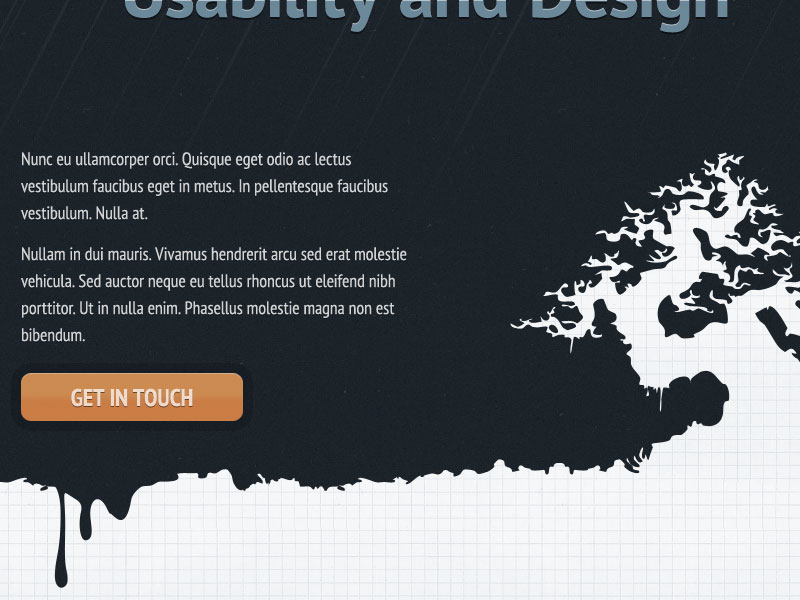 Usability and Design
Nunc eu ullamcorper orci. Quisque eget odio ac lectus
vestibulum faucibus eget in metus. In pellentesque faucibus
vestibulum. Nulla at.
Nullam in dui mauris. Vivamus hendrerit arcu sed erat molestie
vehicula. Sed auctor neque eu tellus rhoncus ut eleifend nibh
porttitor. Ut in nulla enim. Phasellus molestie magna non est
bibendum.
GET IN TOUCH